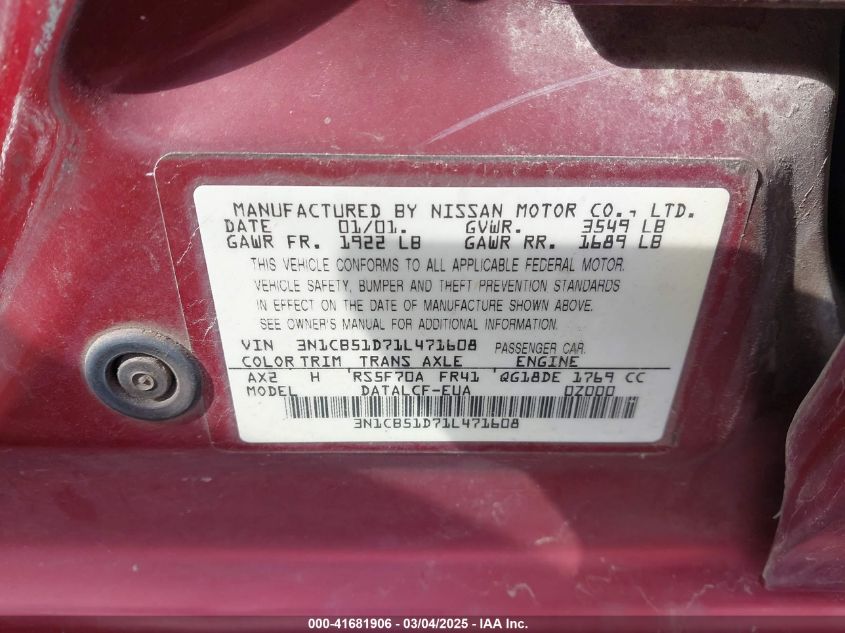 MANUFACTURED BY NISSAN MOTOR CO., LTD.
DATE 01/01. GVWR. 3549 LB
GAWR FR. 1922 LB GAWR RR. 1689 LB
THIS VEHICLE CONFORMS TO ALL APPLICABLE FEDERAL MOTOR
VEHICLE SAFETY, BUMPER AND THEFT PREVENTION STANDARDS
IN EFFECT ON THE DATE OF MANUFACTURE SHOWN ABOVE.
SEE OWNER'S MANUAL FOR ADDITIONAL INFORMATION.
VIN 3N1CB51D71L471608 PASSENGER CAR.
COLOR TRIM TRANS AXLE ENGINE
AX2 H RS5F70A FR41 QG18DE 1769 CC
MODEL DATALCF-EUA 0Z000
3N1CB51D71L471608
000-41681906 - 03/04/2025 - IAA Inc.